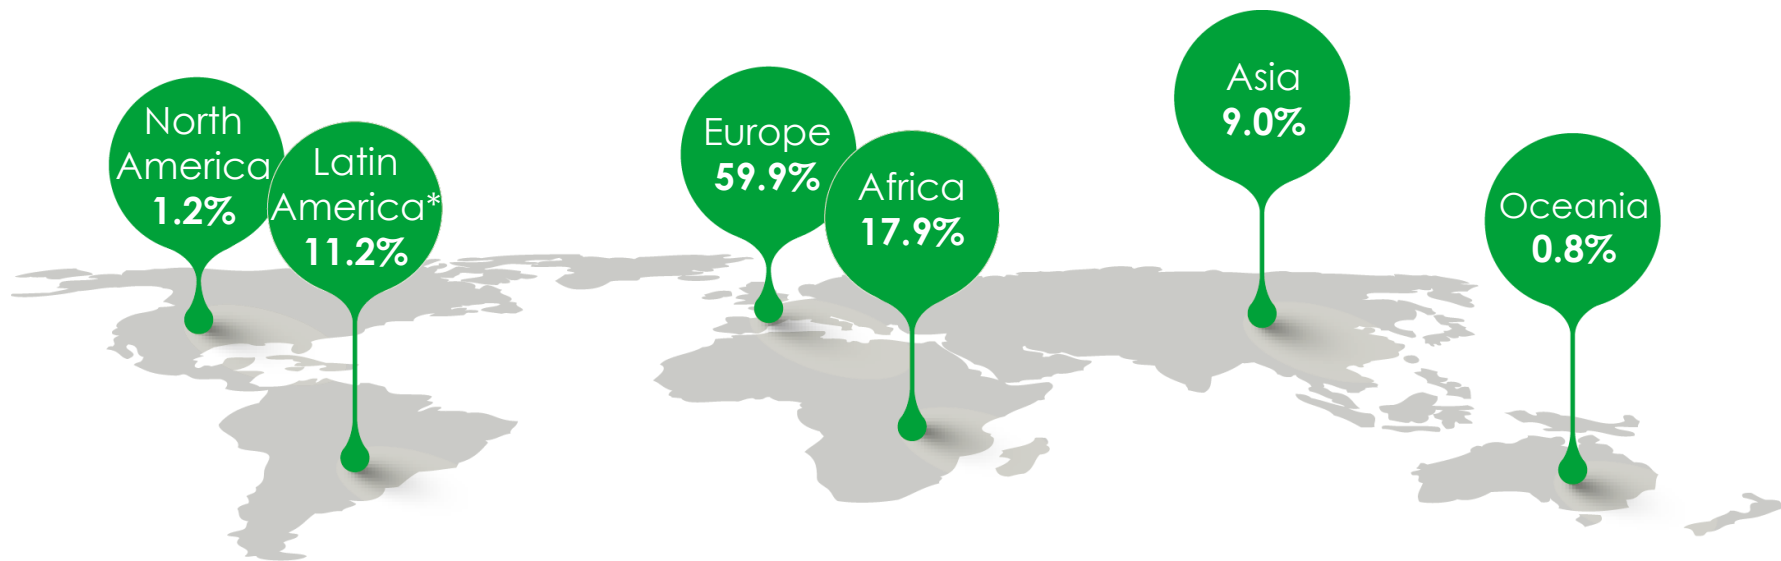 North
America
1.2%
Latin
America*
11.2%
Europe
59.9%
Africa
17.9%
Asia
9.0%
Oceania
0.8%